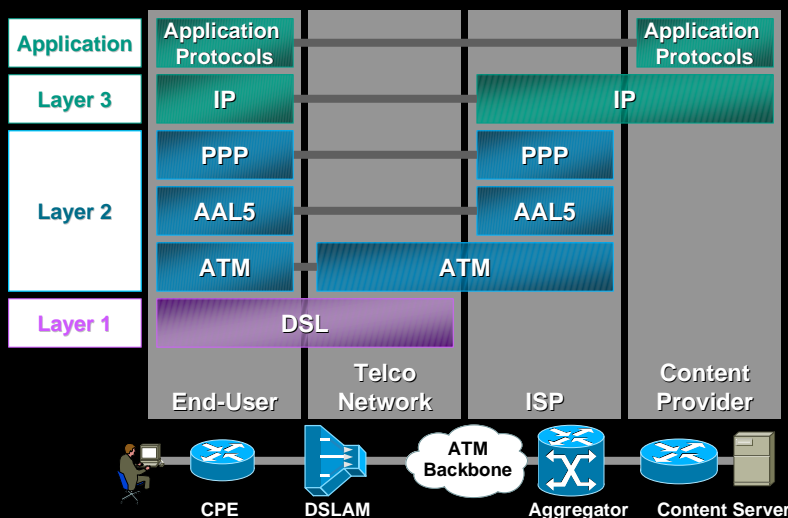 Application
Application
Protocols
Application
Protocols
Layer 3
IP
IP
Layer 2
PPP
PPP
AAL5
AAL5
ATM
ATM
Layer 1
DSL
End-User
Telco
Network
ISP
Content
Provider
ATM
Backbone
CPE
DSLAM
Aggregator
Content Server